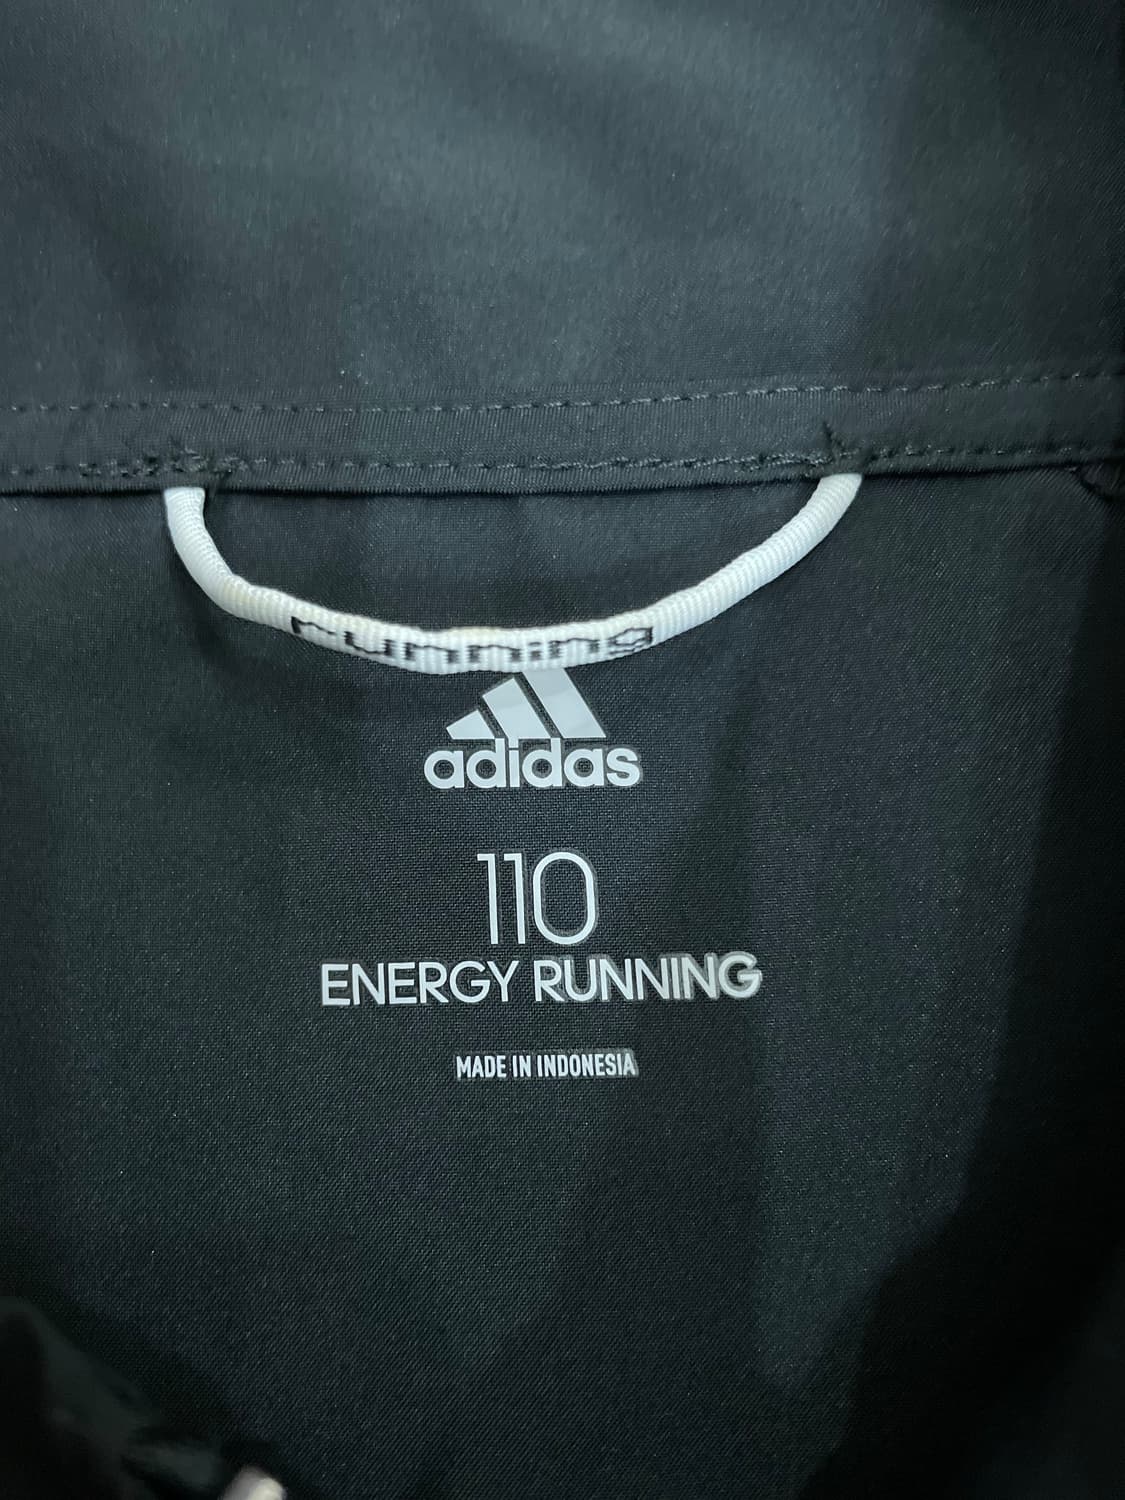 running
adidas
110
ENERGY RUNNING
MADE IN INDONESIA